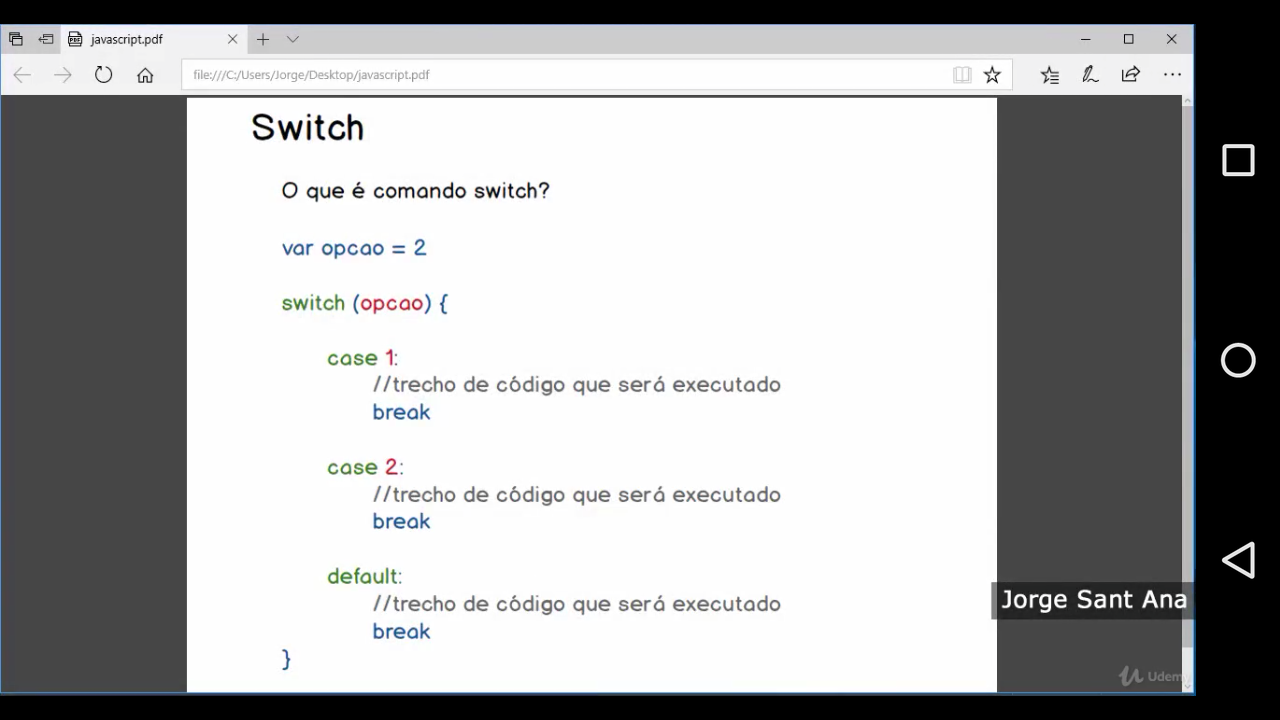 javascript.pdf
file:///C:/Users/Jorge/Desktop/javascript.pdf
Switch
O que é comando switch?
var opcao = 2
switch (opcao) {
case 1:
//trecho de código que será executado
break
case 2:
//trecho de código que será executado
break
default:
//trecho de código que será executado
break
}
Jorge Sant Ana
Udemy